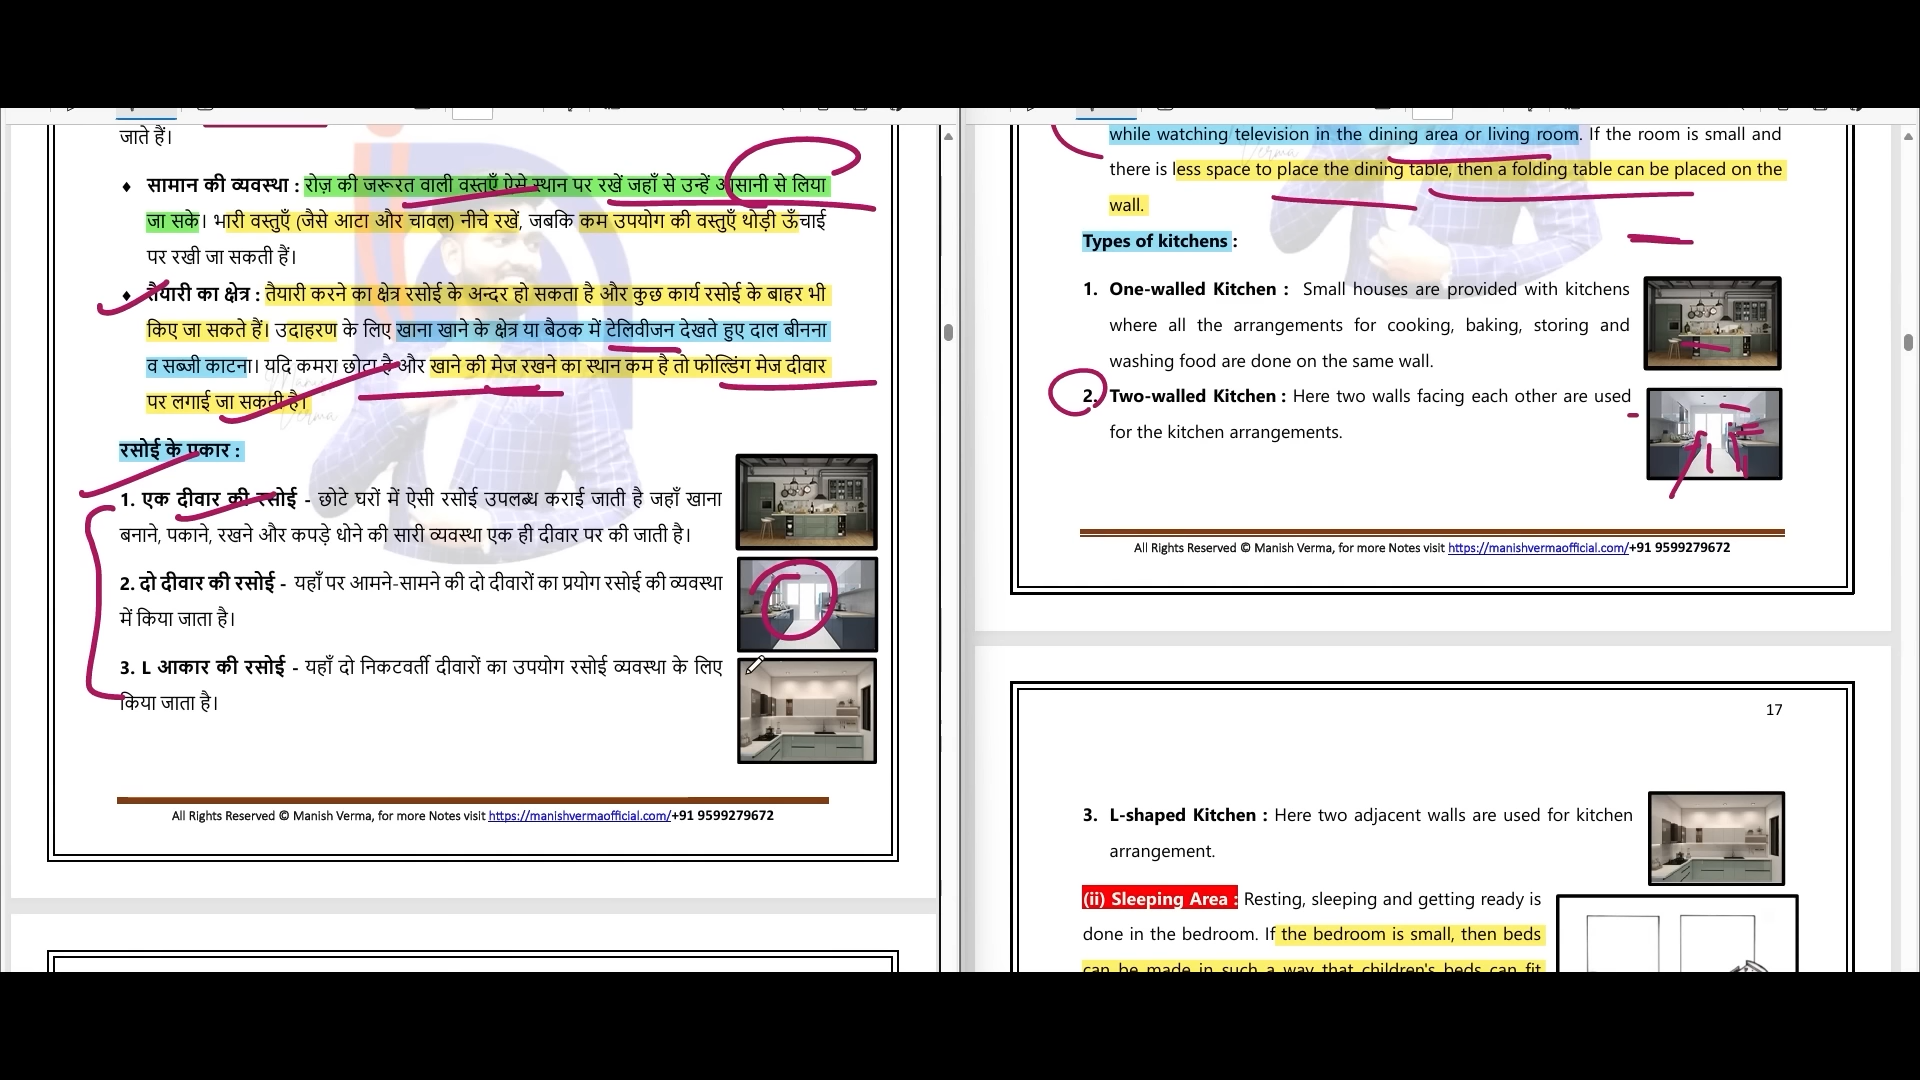 जाते हैं।
♦ सामान की व्यवस्था : रोज़ की जरूरत वाली वस्तुएँ ऐसे स्थान पर रखें जहाँ से उन्हें आसानी से लिया
जा सके। भारी वस्तुएँ (जैसे आटा और चावल) नीचे रखें, जबकि कम उपयोग की वस्तुएँ थोड़ी ऊँचाई
पर रखी जा सकती हैं।
♦ तैयारी का क्षेत्र : तैयारी करने का क्षेत्र रसोई के अन्दर हो सकता है और कुछ कार्य रसोई के बाहर भी
किए जा सकते हैं। उदाहरण के लिए खाना खाने के क्षेत्र या बैठक में टेलिवीजन देखते हुए दाल बीनना
व सब्जी काटना। यदि कमरा छोटा है और खाने की मेज रखने का स्थान कम है तो फोल्डिंग मेज दीवार
पर लगाई जा सकती है।
रसोई के प्रकार :
1. एक दीवार की रसोई - छोटे घरों में ऐसी रसोई उपलब्ध कराई जाती है जहाँ खाना
बनाने, पकाने, रखने और कपड़े धोने की सारी व्यवस्था एक ही दीवार पर की जाती है।
2. दो दीवार की रसोई - यहाँ पर आमने-सामने की दो दीवारों का प्रयोग रसोई की व्यवस्था
में किया जाता है।
3. L आकार की रसोई - यहाँ दो निकटवर्ती दीवारों का उपयोग रसोई व्यवस्था के लिए
किया जाता है।
All Rights Reserved © Manish Verma, for more Notes visit https://manishvermaofficial.com/+91 9599279672
while watching television in the dining area or living room. If the room is small and
there is less space to place the dining table, then a folding table can be placed on the
wall.
Types of kitchens :
1. One-walled Kitchen : Small houses are provided with kitchens
where all the arrangements for cooking, baking, storing and
washing food are done on the same wall.
2. Two-walled Kitchen : Here two walls facing each other are used
for the kitchen arrangements.
All Rights Reserved © Manish Verma, for more Notes visit https://manishvermaofficial.com/+91 9599279672
17
3. L-shaped Kitchen : Here two adjacent walls are used for kitchen
arrangement.
(ii) Sleeping Area : Resting, sleeping and getting ready is
done in the bedroom. If the bedroom is small, then beds
can be made in such a way that children's beds can fit